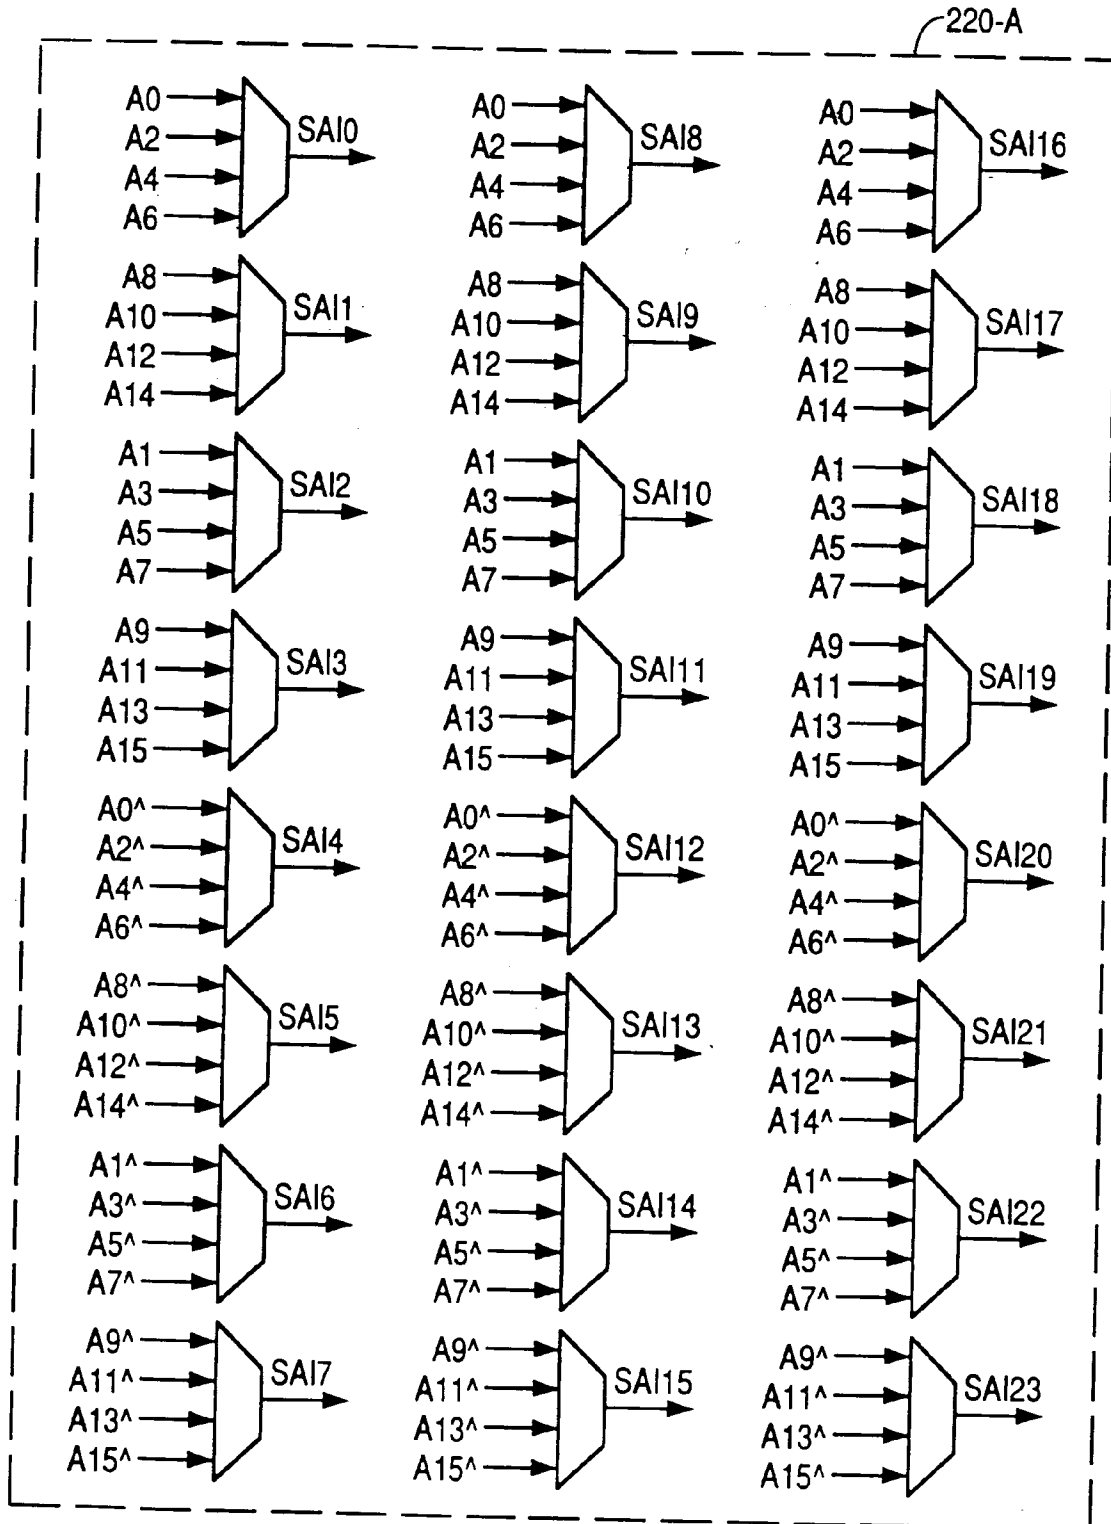 220-A
A0
A2
A4
A6
SAI0
A8
A10
A12
A14
SAI1
A1
A3
A5
A7
SAI2
A9
A11
A13
A15
SAI3
A0^
A2^
A4^
A6^
SAI4
A8^
A10^
A12^
A14^
SAI5
A1^
A3^
A5^
A7^
SAI6
A9^
A11^
A13^
A15^
SAI7
A0
A2
A4
A6
SAI8
A8
A10
A12
A14
SAI9
A1
A3
A5
A7
SAI10
A9
A11
A13
A15
SAI11
A0^
A2^
A4^
A6^
SAI12
A8^
A10^
A12^
A14^
SAI13
A1^
A3^
A5^
A7^
SAI14
A9^
A11^
A13^
A15^
SAI15
A0
A2
A4
A6
SAI16
A8
A10
A12
A14
SAI17
A1
A3
A5
A7
SAI18
A9
A11
A13
A15
SAI19
A0^
A2^
A4^
A6^
SAI20
A8^
A10^
A12^
A14^
SAI21
A1^
A3^
A5^
A7^
SAI22
A9^
A11^
A13^
A15^
SAI23